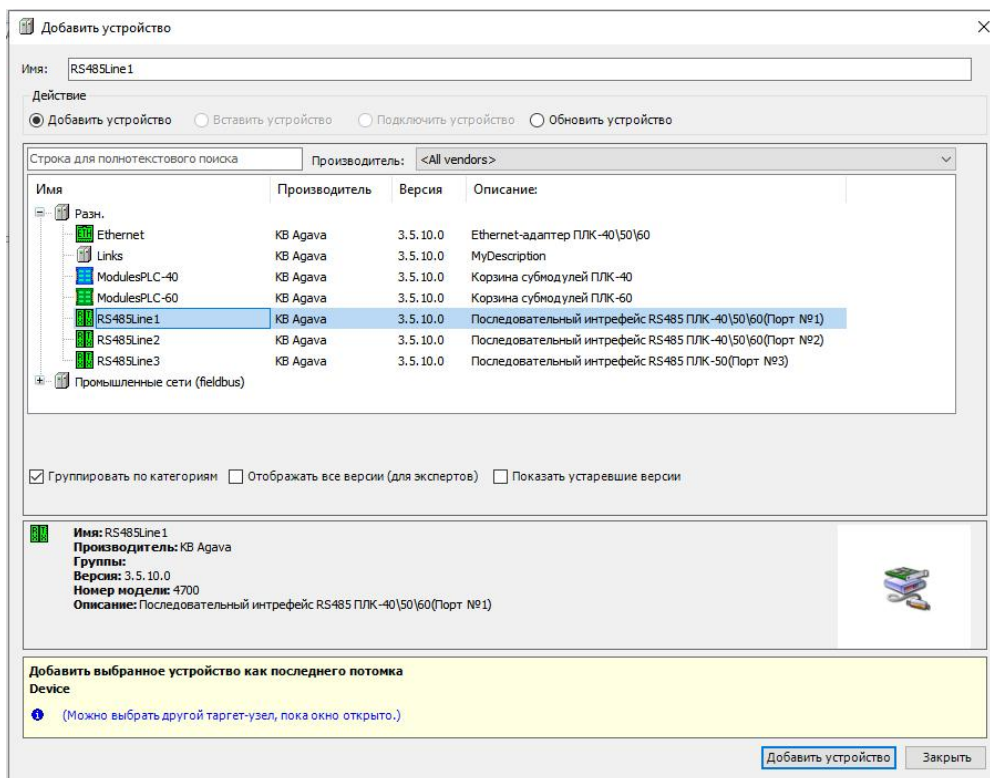 Добавить устройство
Имя: RS485Line1
Действие
Добавить устройство Вставить устройство Подключить устройство Обновить устройство
Строка для полнотекстового поиска Производитель: <All vendors>
Имя Производитель Версия Описание:
Разн.
Ethernet KB Agava 3.5.10.0 Ethernet-адаптер ПЛК-40\50\60
Links KB Agava 3.5.10.0 MyDescription
ModulesPLC-40 KB Agava 3.5.10.0 Корзина субмодулей ПЛК-40
ModulesPLC-60 KB Agava 3.5.10.0 Корзина субмодулей ПЛК-60
RS485Line1 KB Agava 3.5.10.0 Последовательный интрефейс RS485 ПЛК-40\50\60(Порт №1)
RS485Line2 KB Agava 3.5.10.0 Последовательный интрефейс RS485 ПЛК-40\50\60(Порт №2)
RS485Line3 KB Agava 3.5.10.0 Последовательный интрефейс RS485 ПЛК-50(Порт №3)
Промышленные сети (fieldbus)
Группировать по категориям Отображать все версии (для экспертов) Показать устаревшие версии
Имя: RS485Line1
Производитель: KB Agava
Группы:
Версия: 3.5.10.0
Номер модели: 4700
Описание: Последовательный интрефейс RS485 ПЛК-40\50\60(Порт №1)
Добавить выбранное устройство как последнего потомка
Device
(Можно выбрать другой таргет-узел, пока окно открыто.)
Добавить устройство Закрыть